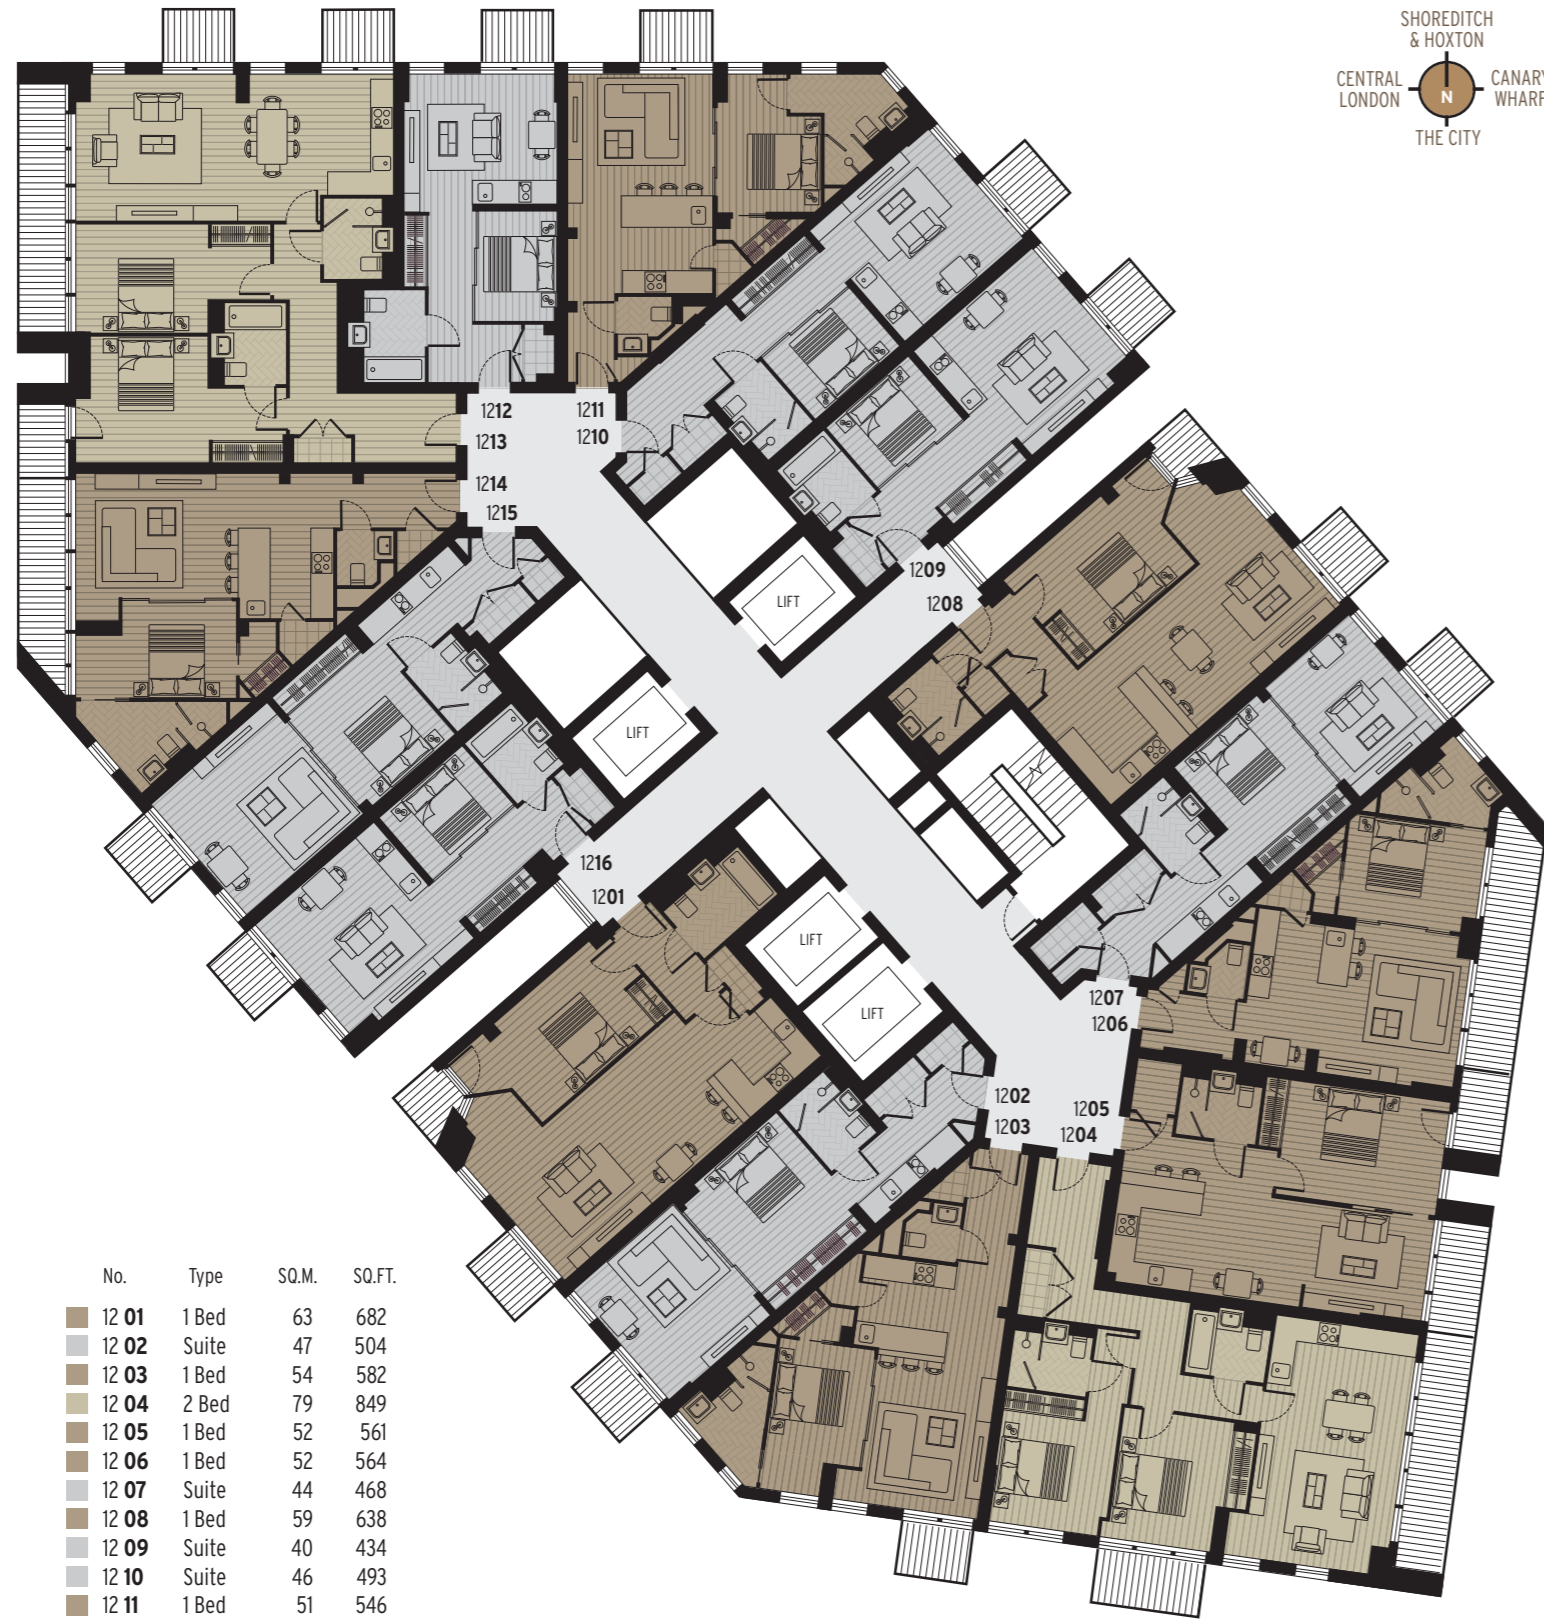 SHOREDITCH
& HOXTON
CENTRAL
LONDON
N
THE CITY
1212
1211
1213
1210
1214
1215
1209
LIFT
1208
LIFT
1216
1201
LIFT
1207
LIFT
1206
1202
1205
1203
1204
No. Type SQ.M. SQ.FT.
12 01 1 Bed 63 682
12 02 Suite 47 504
12 03 1 Bed 54 582
12 04 2 Bed 79 849
12 05 1 Bed 52 561
12 06 1 Bed 52 564
12 07 Suite 44 468
12 08 1 Bed 59 638
12 09 Suite 40 434
12 10 Suite 46 493
12 11 1 Bed 51 546